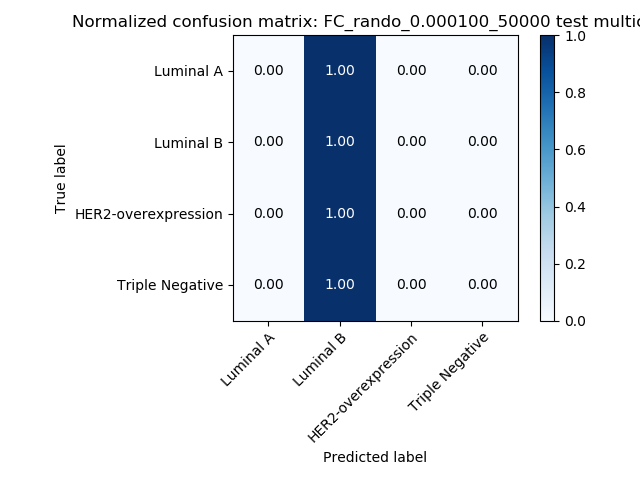 Normalized confusion matrix: FC_rando_0.000100_50000 test
True label
Luminal A 0.00 1.00 0.00 0.00
Luminal B 0.00 1.00 0.00 0.00
HER2-overexpression 0.00 1.00 0.00 0.00
Triple Negative 0.00 1.00 0.00 0.00
Luminal A
Luminal B
HER2-overexpression
Triple Negative
Predicted label
1.0
0.8
0.6
0.4
0.2
0.0